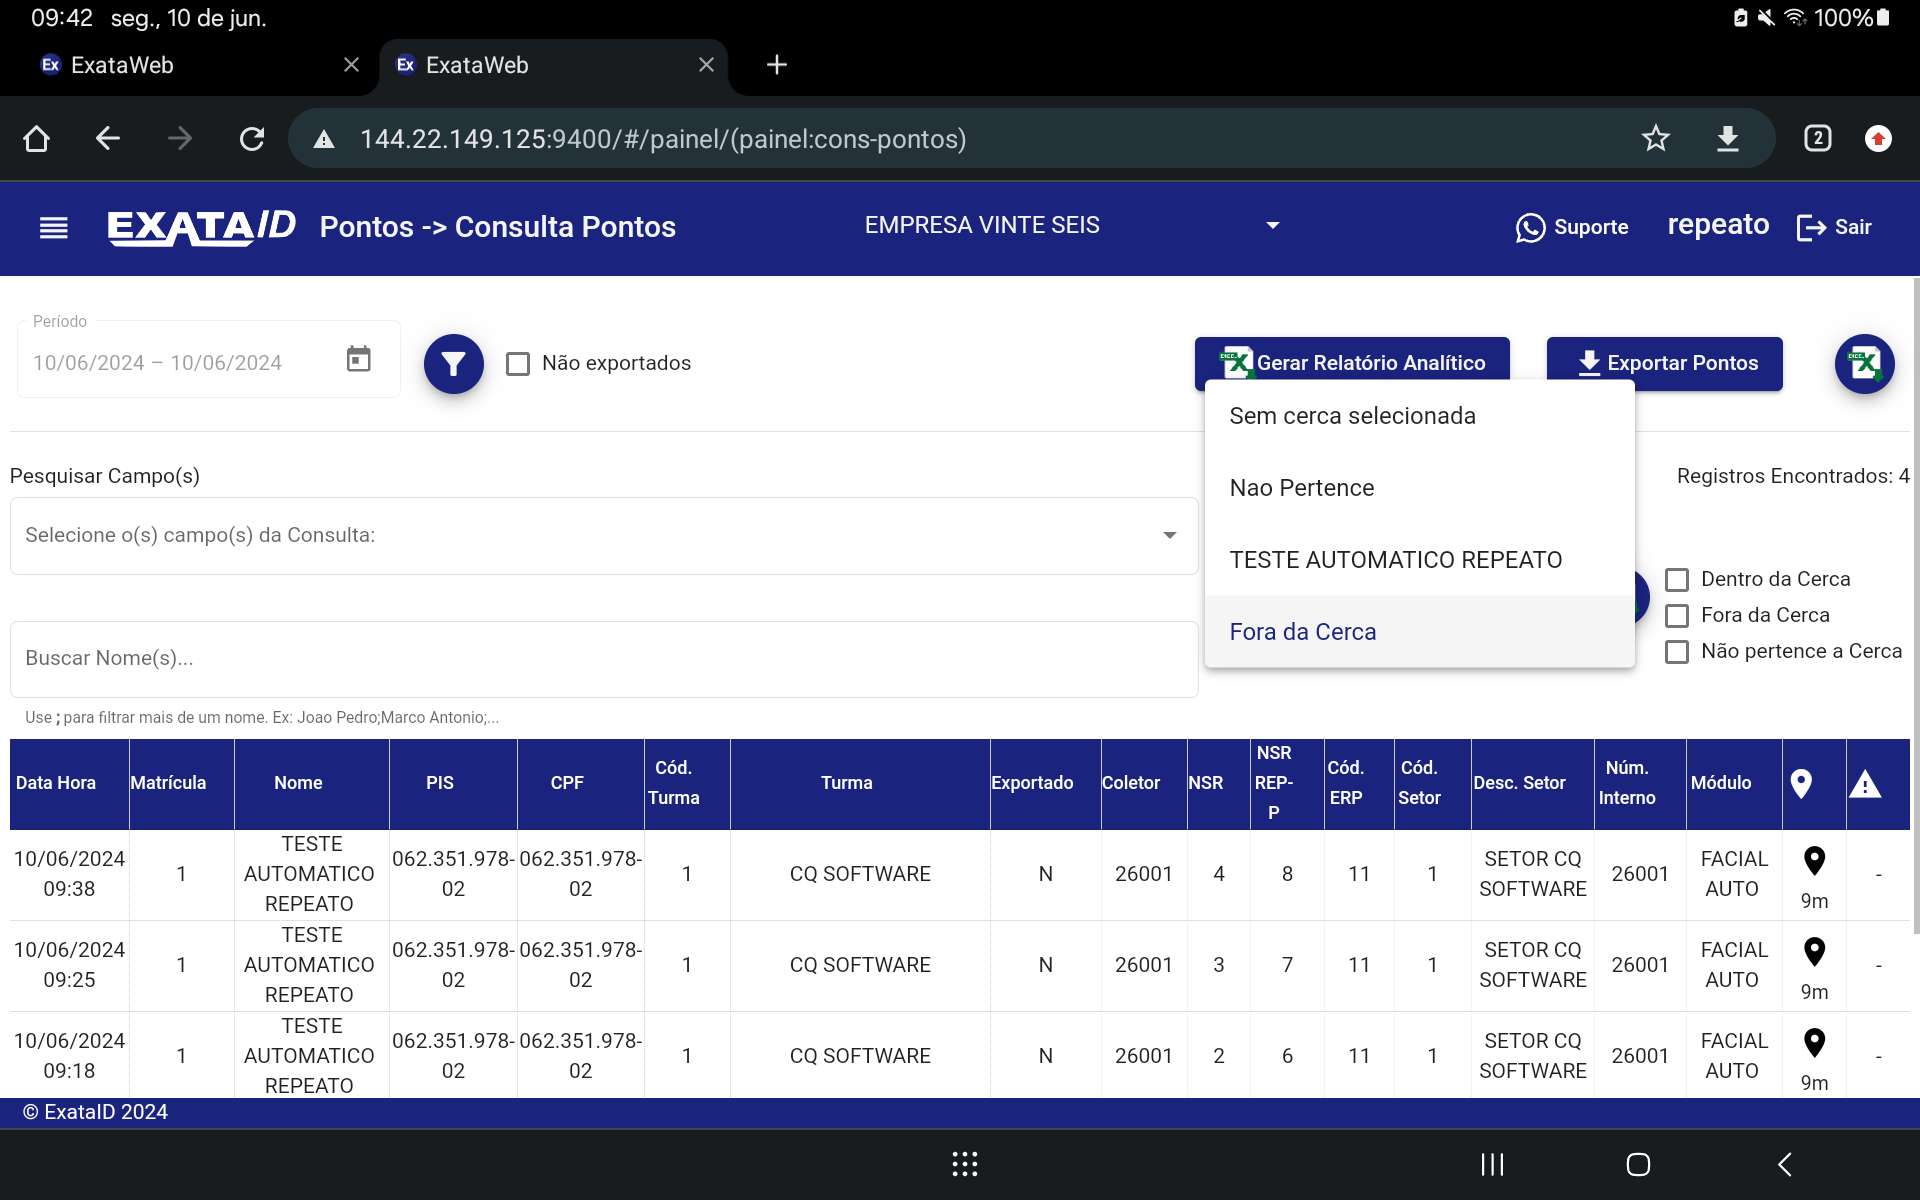 09:42 seg., 10 de jun. 100%
Ex ExataWeb
Ex ExataWeb
144.22.149.125:9400/#/painel/(painel:cons-pontos) 2
EXATA ID Pontos -> Consulta Pontos EMPRESA VINTE SEIS Suporte repeato Sair
Período
10/06/2024 – 10/06/2024
Não exportados
Gerar Relatório Analítico
Exportar Pontos
Sem cerca selecionada
Nao Pertence
TESTE AUTOMATICO REPEATO
Fora da Cerca
Pesquisar Campo(s)
Registros Encontrados: 4
Selecione o(s) campo(s) da Consulta:
Dentro da Cerca
Fora da Cerca
Não pertence a Cerca
Buscar Nome(s)...
Use ; para filtrar mais de um nome. Ex: Joao Pedro;Marco Antonio;...
Data Hora Matrícula Nome PIS CPF Cód. Turma Turma Exportado Coletor NSR NSR REP-P Cód. ERP Cód. Setor Desc. Setor Núm. Interno Módulo
10/06/2024 09:38 1 TESTE AUTOMATICO REPEATO 062.351.978-02 062.351.978-02 1 CQ SOFTWARE N 26001 4 8 11 1 SETOR CQ SOFTWARE 26001 FACIAL AUTO 9m -
10/06/2024 09:25 1 TESTE AUTOMATICO REPEATO 062.351.978-02 062.351.978-02 1 CQ SOFTWARE N 26001 3 7 11 1 SETOR CQ SOFTWARE 26001 FACIAL AUTO 9m -
10/06/2024 09:18 1 TESTE AUTOMATICO REPEATO 062.351.978-02 062.351.978-02 1 CQ SOFTWARE N 26001 2 6 11 1 SETOR CQ SOFTWARE 26001 FACIAL AUTO 9m -
© ExataID 2024